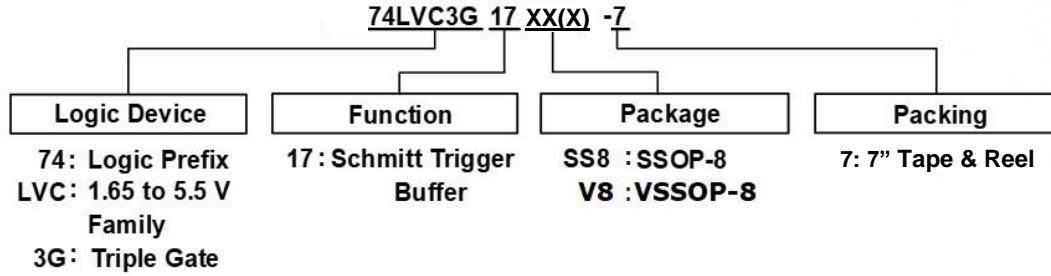 74LVC3G 17 XX(X) -7
Logic Device
Function
Package
Packing
74: Logic Prefix
LVC: 1.65 to 5.5 V
Family
3G: Triple Gate
17: Schmitt Trigger
Buffer
SS8 :SSOP-8
V8 :VSSOP-8
7: 7” Tape & Reel